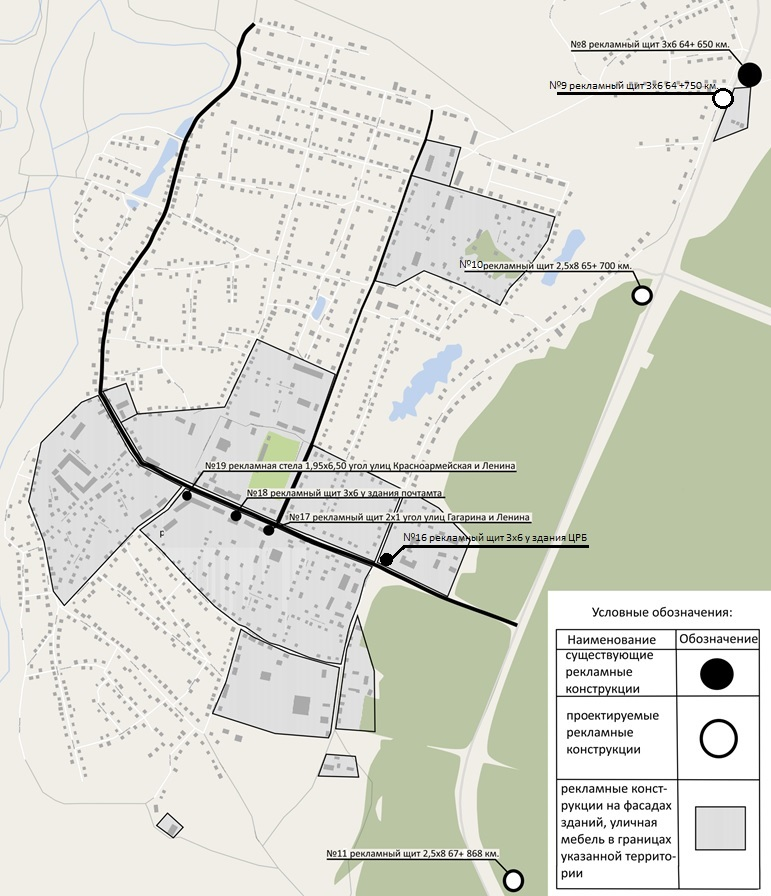 №8 рекламный щит 3х6 64+ 650 км.
№9 рекламный щит 3х6 64 +750 км.
№10рекламный щит 2,5х8 65+ 700 км.
№19 рекламная стела 1,95х6,50 угол улиц Красноармейская и Ленина
№18 рекламный щит 3х6 у здания почтамта
№17 рекламный щит 2х1 угол улиц Гагарина и Ленина
P
№16 рекламный щит 3х6 у здания ЦРБ
Условные обозначения:
Наименование Обозначение
существующие
рекламные
конструкции
проектируемые
рекламные
конструкции
рекламные конст-
рукции на фасадах
зданий, уличная
мебель в границах
указанной террито-
рии
№11 рекламный щит 2,5х8 67+ 868 км.